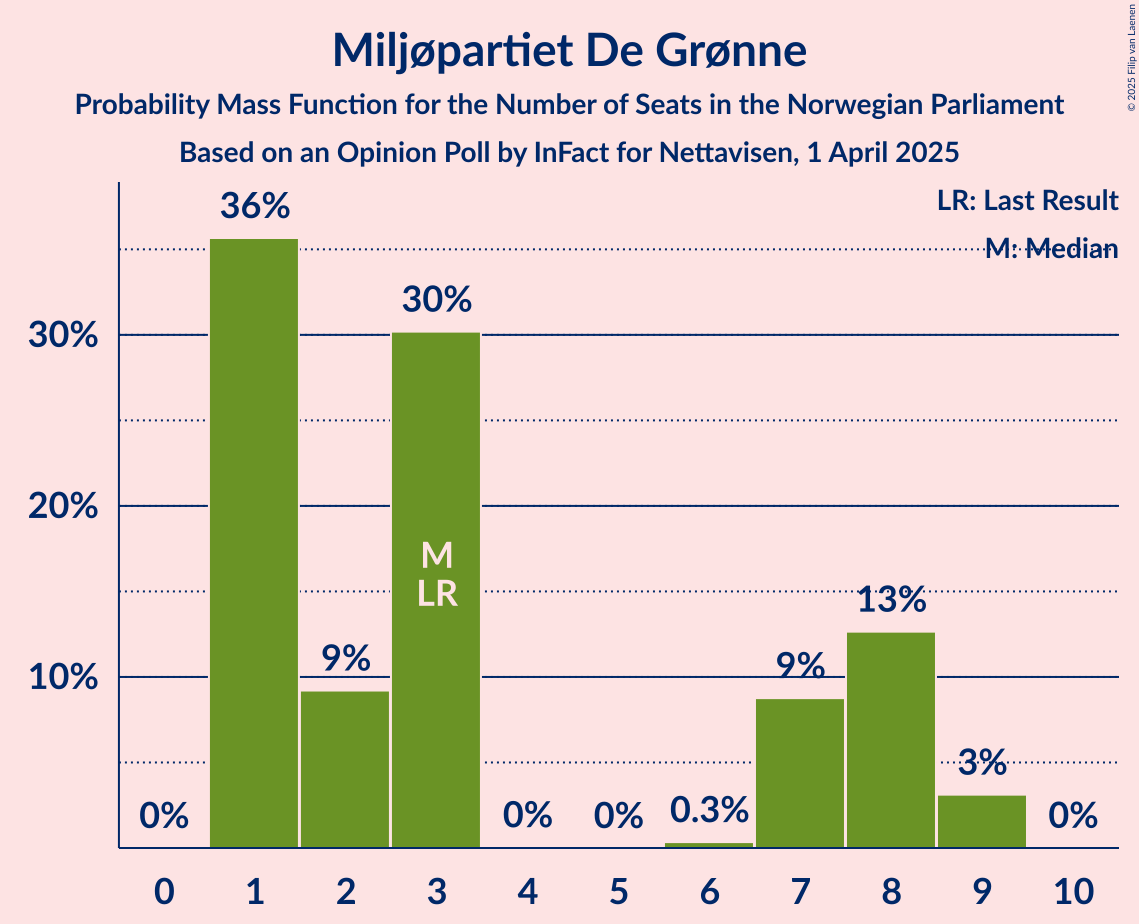 Miljøpartiet De Grønne
Probability Mass Function for the Number of Seats in the Norwegian Parliament
Based on an Opinion Poll by InFact for Nettavisen, 1 April 2025
© 2025 Filip van Laenen
LR: Last Result
M: Median
36%
30%
9%
0%
0%
0%
0.3%
9%
13%
3%
0%
M
LR
30%
20%
10%
0 1 2 3 4 5 6 7 8 9 10